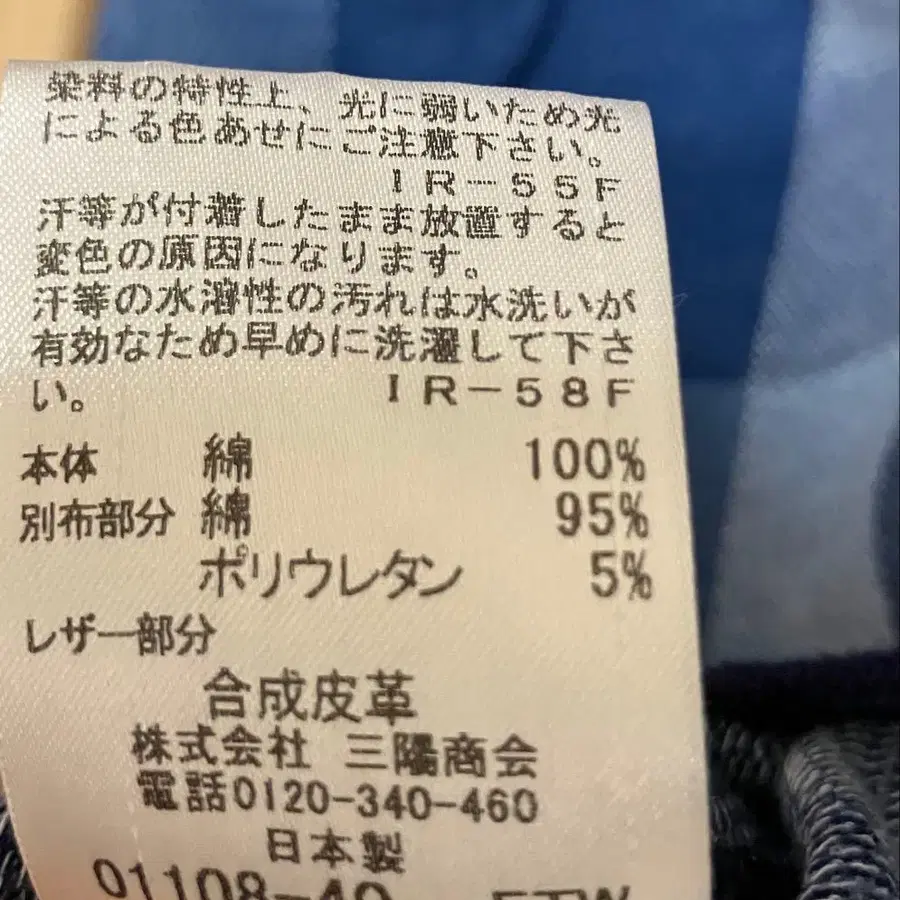 染料の特性上、光に弱いため光
による色あせにご注意下さい。
IR-55F
汗等が付着したまま放置すると
変色の原因になります。
汗等の水溶性の汚れは水洗いが
有効なため早めに洗濯して下さ
い。 IR-58F
本体 綿 100%
別布部分 綿 95%
ポリウレタン 5%
レザー部分
合成皮革
株式会社 三陽商会
電話0120-340-460
日本製